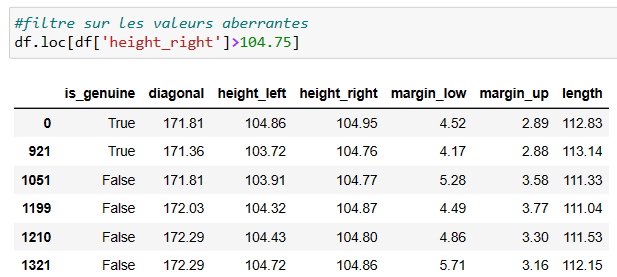 #filtre sur les valeurs aberrantes
df.loc[df['height_right']>104.75]
is_genuine diagonal height_left height_right margin_low margin_up length
0 True 171.81 104.86 104.95 4.52 2.89 112.83
921 True 171.36 103.72 104.76 4.17 2.88 113.14
1051 False 171.81 103.91 104.77 5.28 3.58 111.33
1199 False 172.03 104.32 104.87 4.49 3.77 111.04
1210 False 172.29 104.43 104.80 4.86 3.30 111.53
1321 False 172.29 104.72 104.86 5.71 3.16 112.15